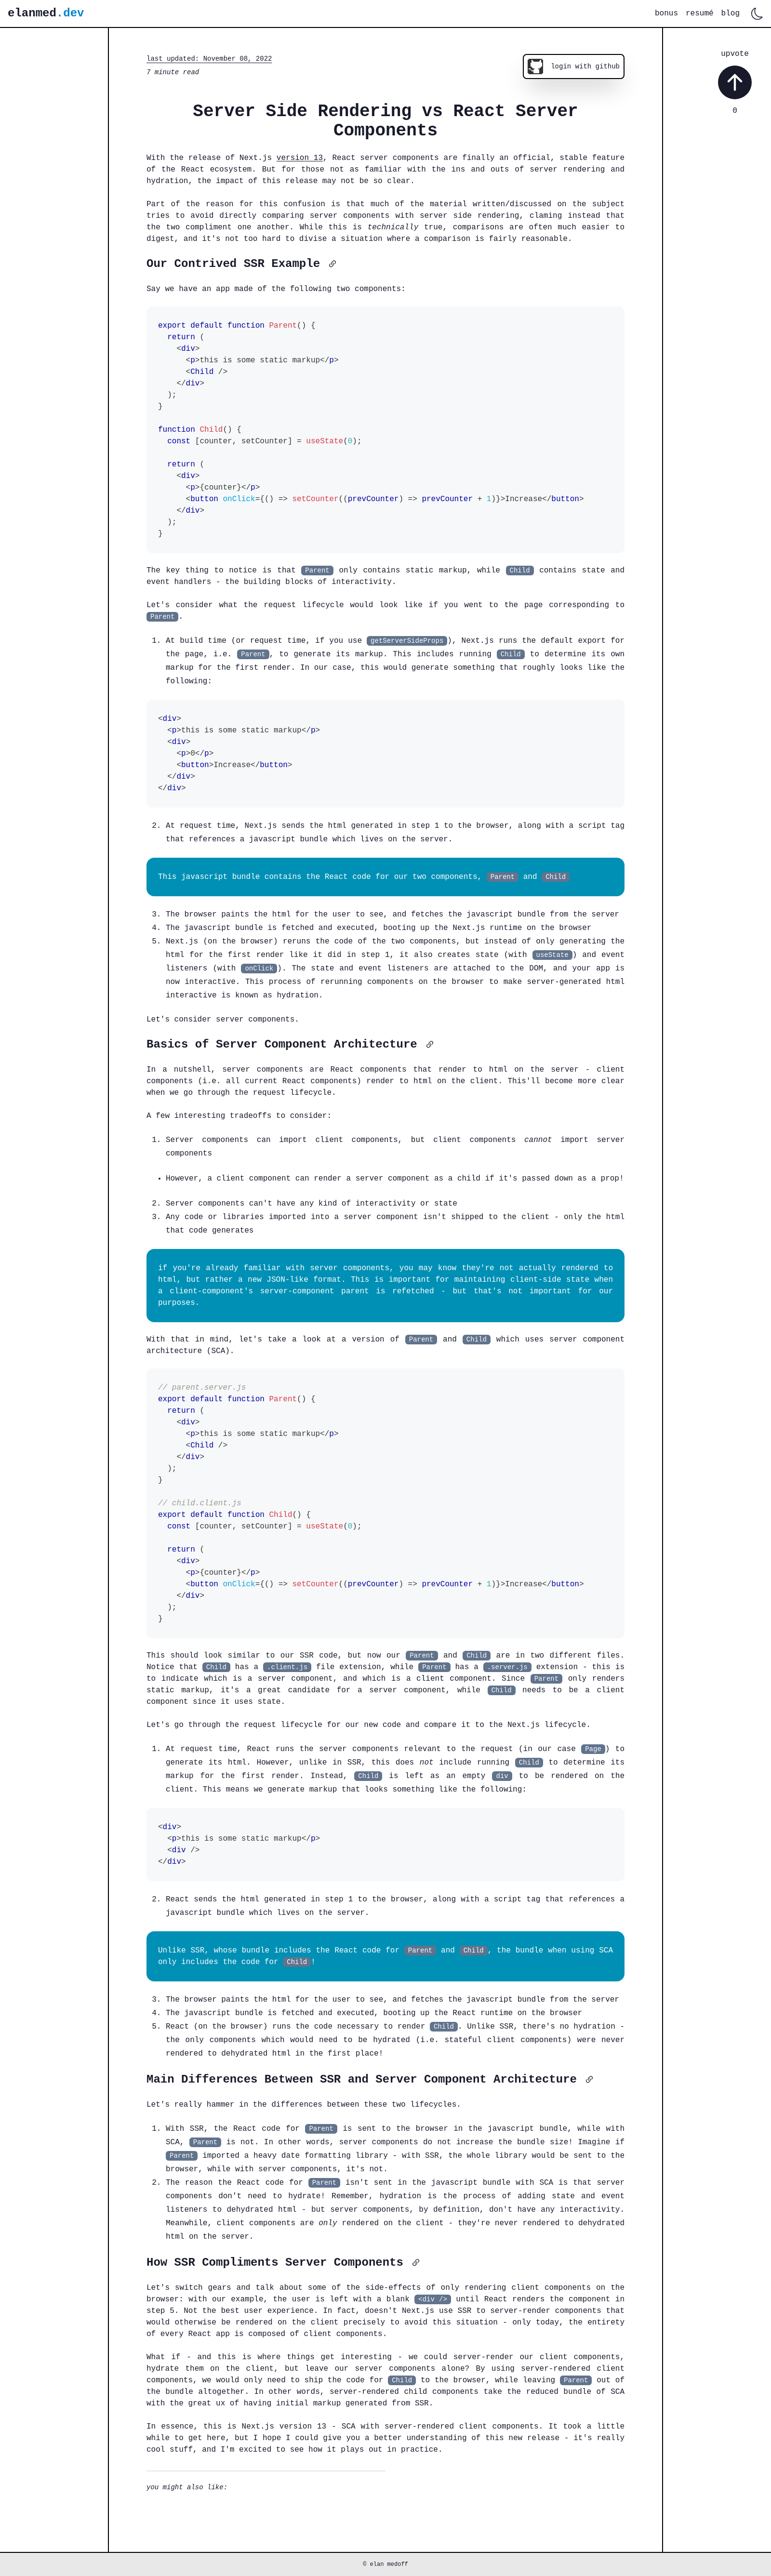 elanmed.dev
bonus resumé blog
last updated: November 08, 2022
7 minute read
login with github
upvote
0
Server Side Rendering vs React Server
Components
With the release of Next.js version 13, React server components are finally an official, stable feature
of the React ecosystem. But for those not as familiar with the ins and outs of server rendering and
hydration, the impact of this release may not be so clear.
Part of the reason for this confusion is that much of the material written/discussed on the subject
tries to avoid directly comparing server components with server side rendering, claming instead that
the two compliment one another. While this is technically true, comparisons are often much easier to
digest, and it's not too hard to divise a situation where a comparison is fairly reasonable.
Our Contrived SSR Example
Say we have an app made of the following two components:
export default function Parent() {
  return (
    <div>
      <p>this is some static markup</p>
      <Child />
    </div>
  );
}
function Child() {
  const [counter, setCounter] = useState(0);
  return (
    <div>
      <p>{counter}</p>
      <button onClick={() => setCounter((prevCounter) => prevCounter + 1)}>Increase</button>
    </div>
  );
}
The key thing to notice is that Parent only contains static markup, while Child contains state and
event handlers - the building blocks of interactivity.
Let's consider what the request lifecycle would look like if you went to the page corresponding to
Parent.
1. At build time (or request time, if you use getServerSideProps), Next.js runs the default export for
the page, i.e. Parent, to generate its markup. This includes running Child to determine its own
markup for the first render. In our case, this would generate something that roughly looks like the
following:
<div>
  <p>this is some static markup</p>
  <div>
    <p>0</p>
    <button>Increase</button>
  </div>
</div>
2. At request time, Next.js sends the html generated in step 1 to the browser, along with a script tag
that references a javascript bundle which lives on the server.
This javascript bundle contains the React code for our two components, Parent and Child
3. The browser paints the html for the user to see, and fetches the javascript bundle from the server
4. The javascript bundle is fetched and executed, booting up the Next.js runtime on the browser
5. Next.js (on the browser) reruns the code of the two components, but instead of only generating the
html for the first render like it did in step 1, it also creates state (with useState) and event
listeners (with onClick). The state and event listeners are attached to the DOM, and your app is
now interactive. This process of rerunning components on the browser to make server-generated html
interactive is known as hydration.
Let's consider server components.
Basics of Server Component Architecture
In a nutshell, server components are React components that render to html on the server - client
components (i.e. all current React components) render to html on the client. This'll become more clear
when we go through the request lifecycle.
A few interesting tradeoffs to consider:
1. Server components can import client components, but client components cannot import server
components
• However, a client component can render a server component as a child if it's passed down as a prop!
2. Server components can't have any kind of interactivity or state
3. Any code or libraries imported into a server component isn't shipped to the client - only the html
that code generates
if you're already familiar with server components, you may know they're not actually rendered to
html, but rather a new JSON-like format. This is important for maintaining client-side state when
a client-component's server-component parent is refetched - but that's not important for our
purposes.
With that in mind, let's take a look at a version of Parent and Child which uses server component
architecture (SCA).
// parent.server.js
export default function Parent() {
  return (
    <div>
      <p>this is some static markup</p>
      <Child />
    </div>
  );
}
// child.client.js
export default function Child() {
  const [counter, setCounter] = useState(0);
  return (
    <div>
      <p>{counter}</p>
      <button onClick={() => setCounter((prevCounter) => prevCounter + 1)}>Increase</button>
    </div>
  );
}
This should look similar to our SSR code, but now our Parent and Child are in two different files.
Notice that Child has a .client.js file extension, while Parent has a .server.js extension - this is
to indicate which is a server component, and which is a client component. Since Parent only renders
static markup, it's a great candidate for a server component, while Child needs to be a client
component since it uses state.
Let's go through the request lifecycle for our new code and compare it to the Next.js lifecycle.
1. At request time, React runs the server components relevant to the request (in our case Page) to
generate its html. However, unlike in SSR, this does not include running Child to determine its
markup for the first render. Instead, Child is left as an empty div to be rendered on the
client. This means we generate markup that looks something like the following:
<div>
  <p>this is some static markup</p>
  <div />
</div>
2. React sends the html generated in step 1 to the browser, along with a script tag that references a
javascript bundle which lives on the server.
Unlike SSR, whose bundle includes the React code for Parent and Child, the bundle when using SCA
only includes the code for Child!
3. The browser paints the html for the user to see, and fetches the javascript bundle from the server
4. The javascript bundle is fetched and executed, booting up the React runtime on the browser
5. React (on the browser) runs the code necessary to render Child. Unlike SSR, there's no hydration -
the only components which would need to be hydrated (i.e. stateful client components) were never
rendered to dehydrated html in the first place!
Main Differences Between SSR and Server Component Architecture
Let's really hammer in the differences between these two lifecycles.
1. With SSR, the React code for Parent is sent to the browser in the javascript bundle, while with
SCA, Parent is not. In other words, server components do not increase the bundle size! Imagine if
Parent imported a heavy date formatting library - with SSR, the whole library would be sent to the
browser, while with server components, it's not.
2. The reason the React code for Parent isn't sent in the javascript bundle with SCA is that server
components don't need to hydrate! Remember, hydration is the process of adding state and event
listeners to dehydrated html - but server components, by definition, don't have any interactivity.
Meanwhile, client components are only rendered on the client - they're never rendered to dehydrated
html on the server.
How SSR Compliments Server Components
Let's switch gears and talk about some of the side-effects of only rendering client components on the
browser: with our example, the user is left with a blank <div /> until React renders the component in
step 5. Not the best user experience. In fact, doesn't Next.js use SSR to server-render components that
would otherwise be rendered on the client precisely to avoid this situation - only today, the entirety
of every React app is composed of client components.
What if - and this is where things get interesting - we could server-render our client components,
hydrate them on the client, but leave our server components alone? By using server-rendered client
components, we would only need to ship the code for Child to the browser, while leaving Parent out of
the bundle altogether. In other words, server-rendered child components take the reduced bundle of SCA
with the great ux of having initial markup generated from SSR.
In essence, this is Next.js version 13 - SCA with server-rendered client components. It took a little
while to get here, but I hope I could give you a better understanding of this new release - it's really
cool stuff, and I'm excited to see how it plays out in practice.
you might also like:
© elan medoff